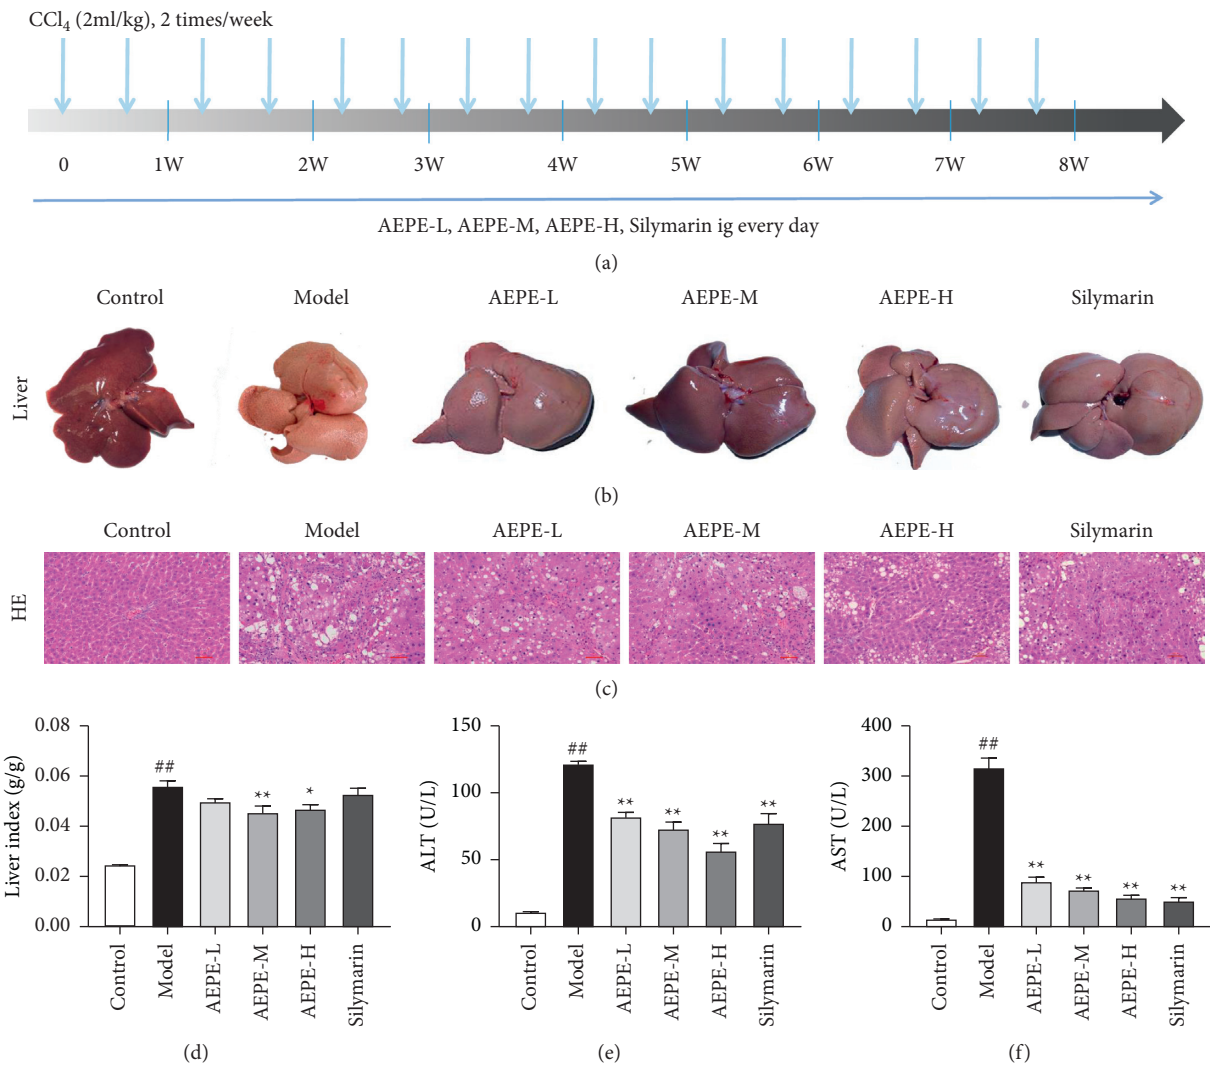 CCl4 (2ml/kg), 2 times/week
0 1W 2W 3W 4W 5W 6W 7W 8W
AEPE-L, AEPE-M, AEPE-H, Silymarin ig every day
(a)
Control Model AEPE-L AEPE-M AEPE-H Silymarin
Liver
(b)
Control Model AEPE-L AEPE-M AEPE-H Silymarin
HE
(c)
Liver index (g/g)
0.08
0.06
0.04
0.02
0.00
##
**
*
Control
Model
AEPE-L
AEPE-M
AEPE-H
Silymarin
(d)
ALT (U/L)
150
100
50
0
##
**
**
**
**
Control
Model
AEPE-L
AEPE-M
AEPE-H
Silymarin
(e)
AST (U/L)
400
300
200
100
0
##
**
**
**
**
Control
Model
AEPE-L
AEPE-M
AEPE-H
Silymarin
(f)